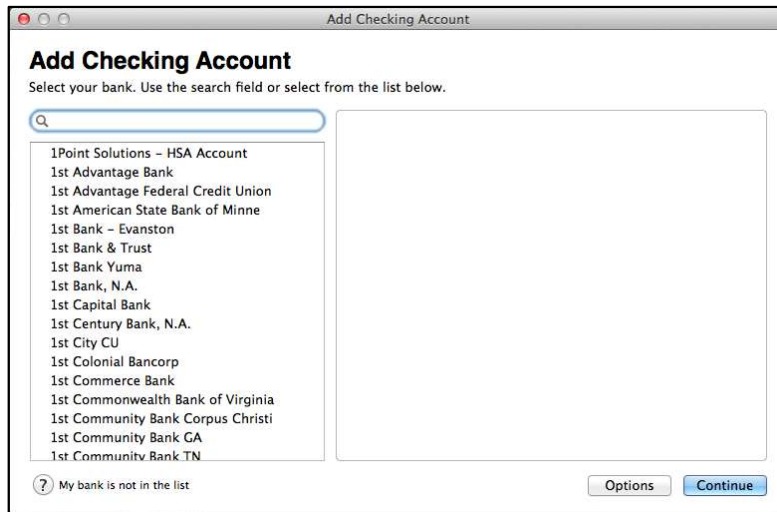 Add Checking Account
Add Checking Account
Select your bank. Use the search field or select from the list below.
1Point Solutions – HSA Account
1st Advantage Bank
1st Advantage Federal Credit Union
1st American State Bank of Minne
1st Bank – Evanston
1st Bank & Trust
1st Bank Yuma
1st Bank, N.A.
1st Capital Bank
1st Century Bank, N.A.
1st City CU
1st Colonial Bancorp
1st Commerce Bank
1st Commonwealth Bank of Virginia
1st Community Bank Corpus Christi
1st Community Bank GA
1st Community Bank TN
? My bank is not in the list
Options
Continue